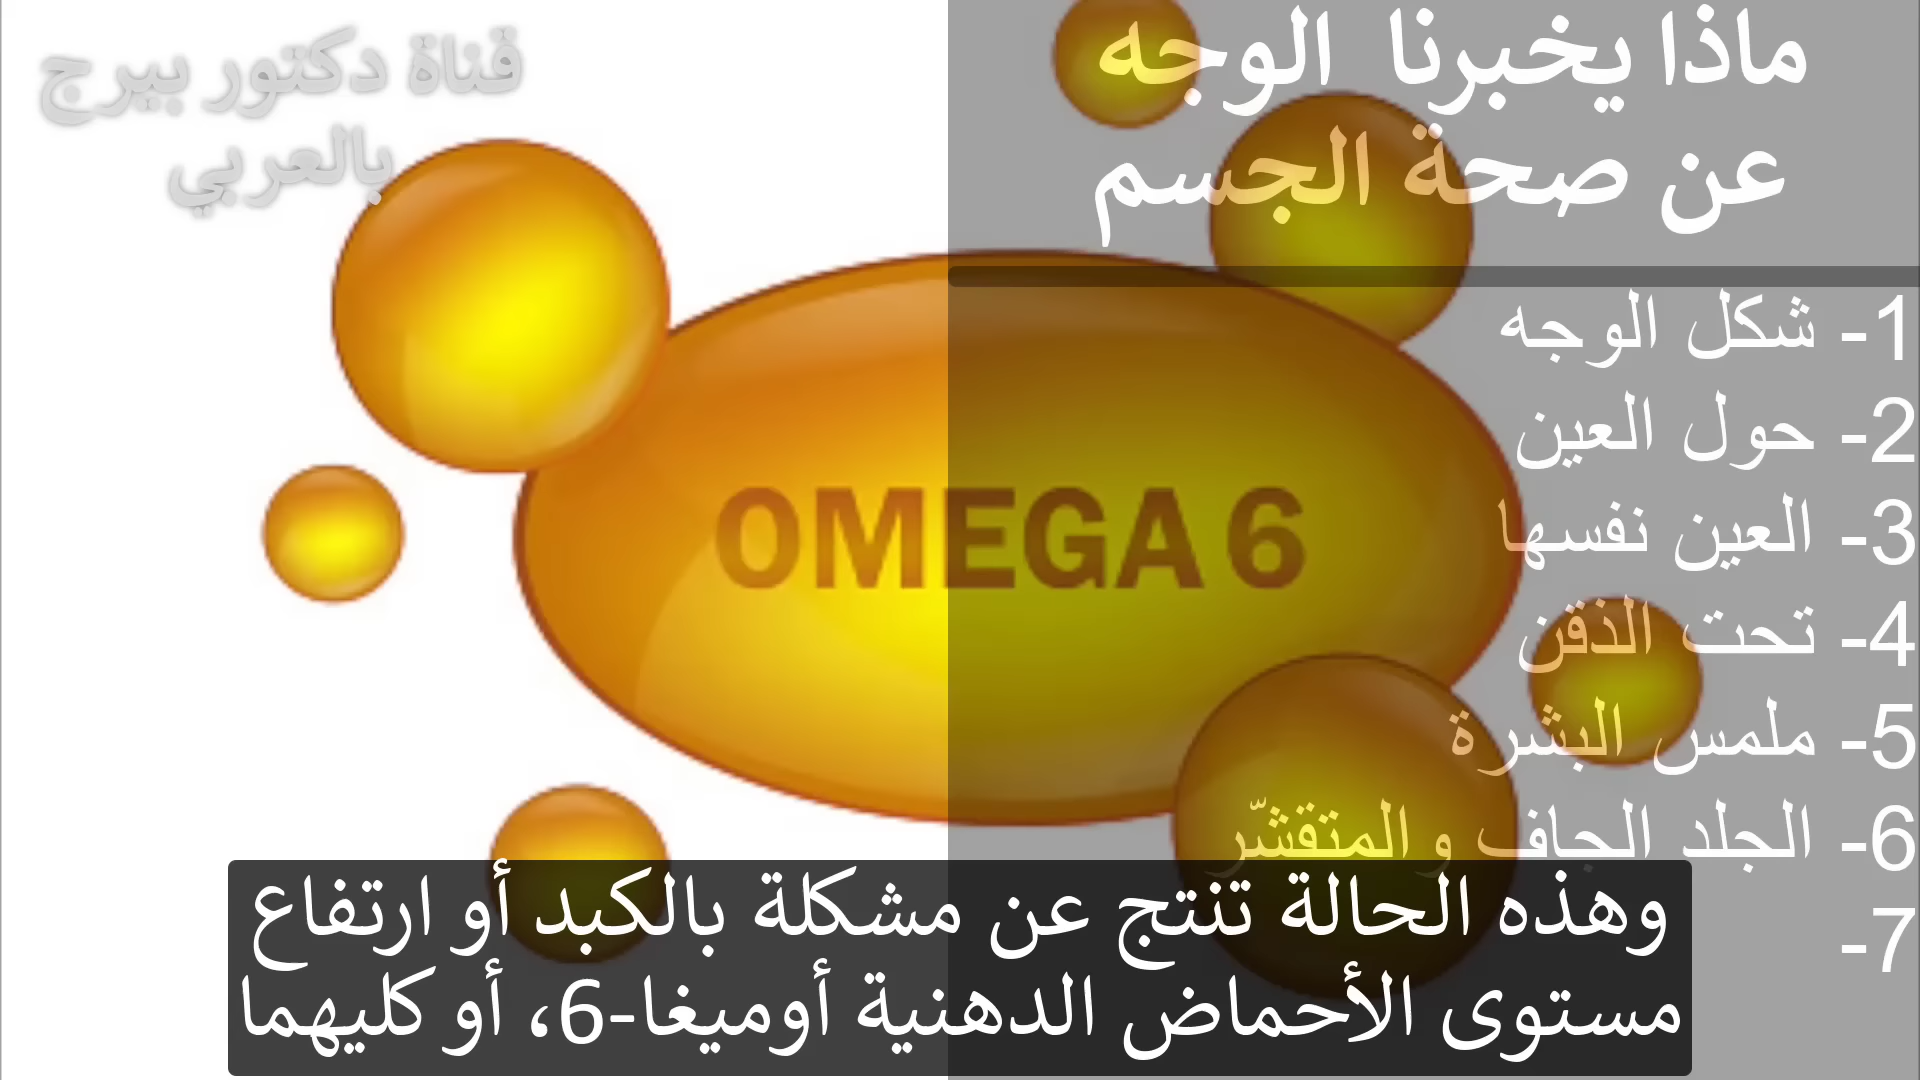 قناة دكتور بيرج
بالعربي
ماذا يخبرنا الوجه
عن صحة الجسم
1- شكل الوجه
2- حول العين
3- العين نفسها
4- تحت الذقن
5- ملمس البشرة
6- الجلد الجاف و المتقشّر
7-
OMEGA 6
وهذه الحالة تنتج عن مشكلة بالكبد أو ارتفاع
مستوى الأحماض الدهنية أوميغا-6، أو كليهما